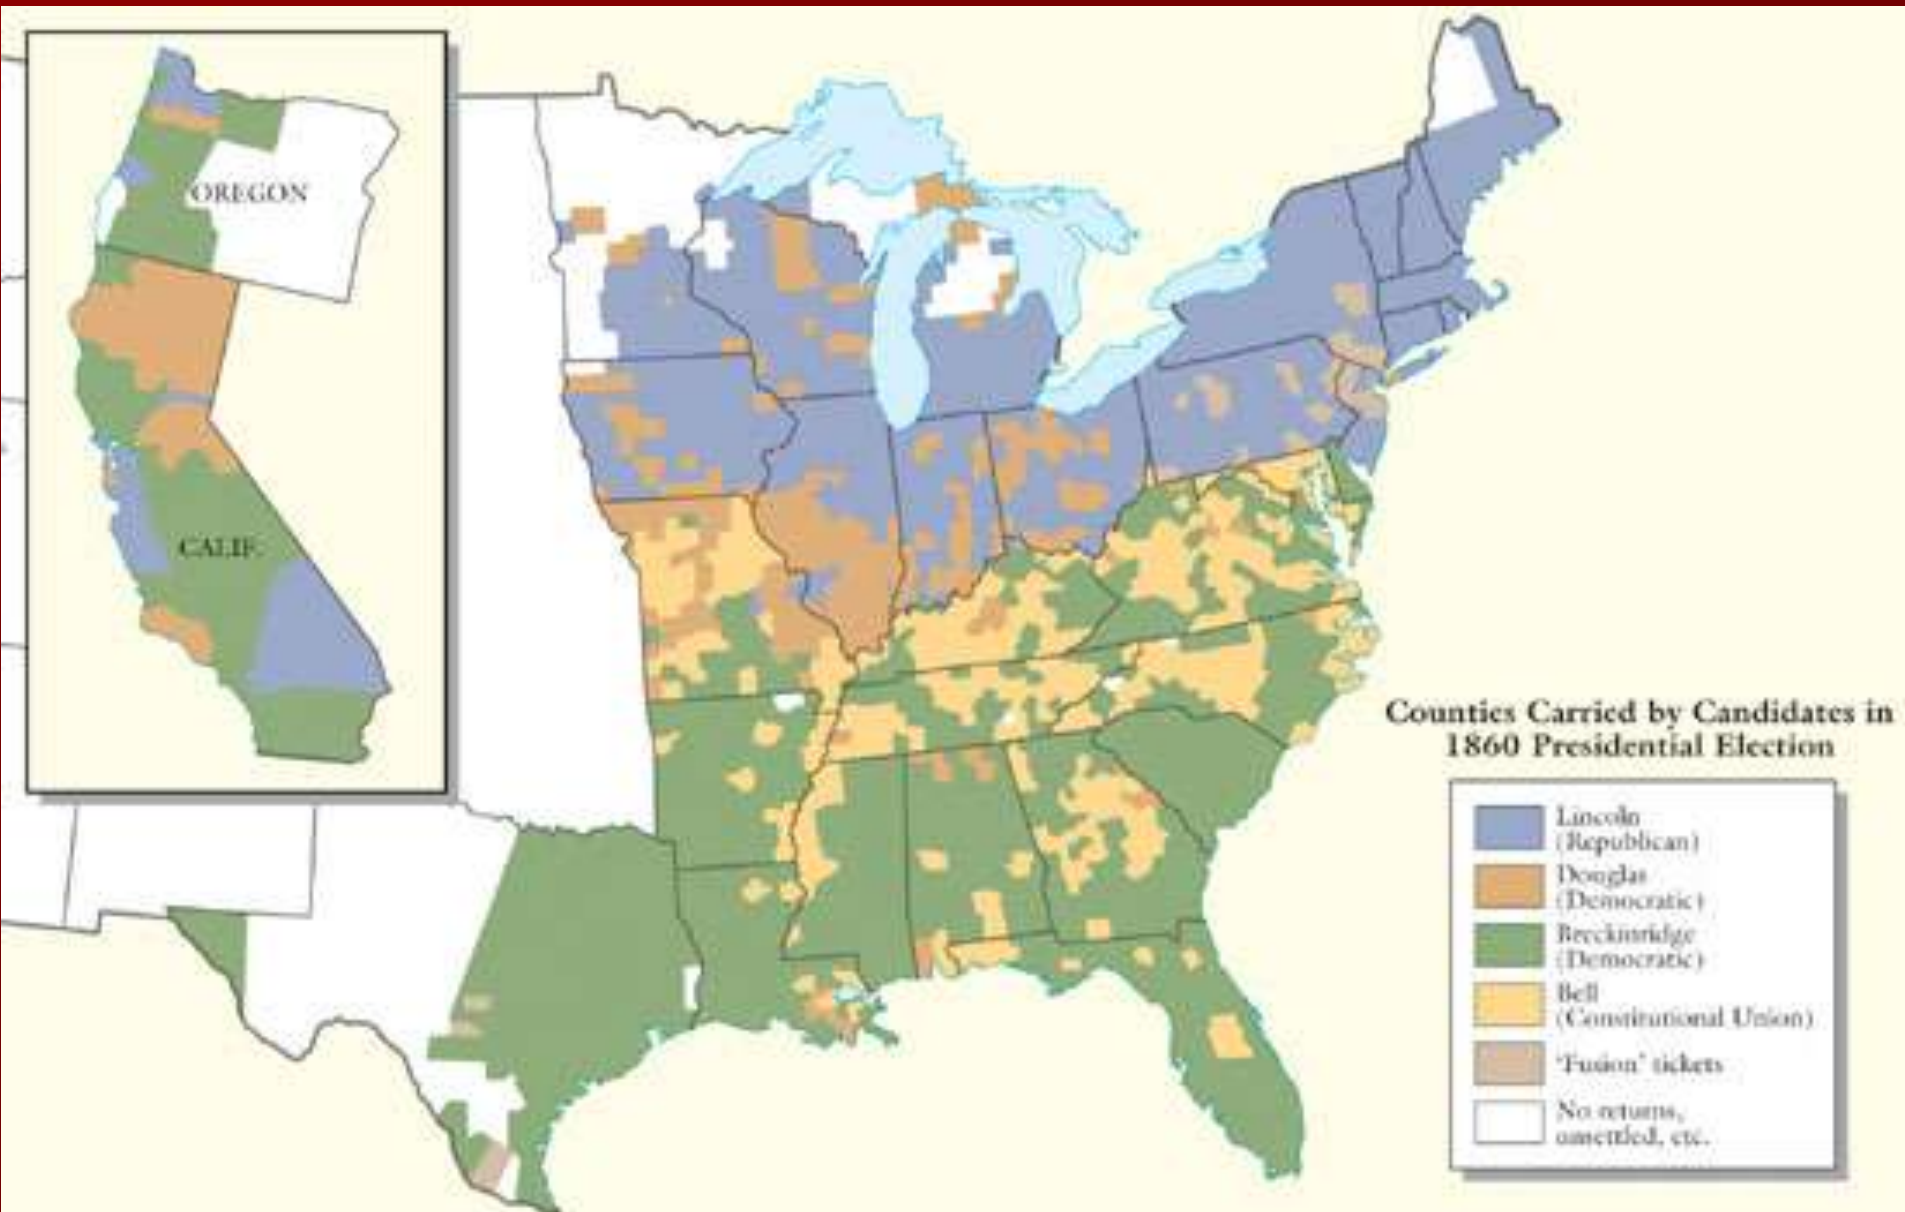 OREGON
CALIF.
Counties Carried by Candidates in
1860 Presidential Election
Lincoln
(Republican)
Douglas
(Democratic)
Breckinridge
(Democratic)
Bell
(Constitutional Union)
'Fusion' tickets
No returns,
unsettled, etc.